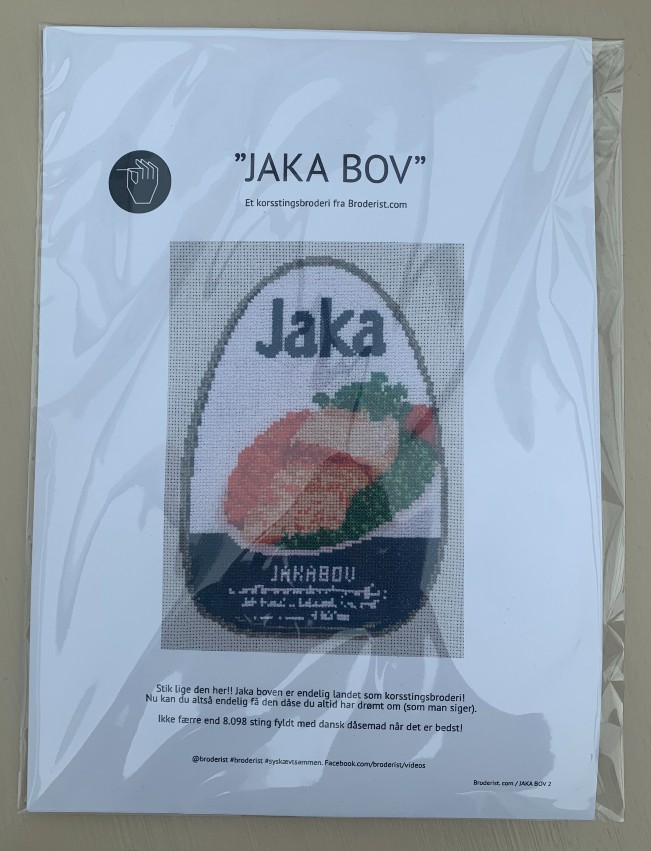 ”JAKA BOV”
Et korsstingsbroderi fra Broderist.com
Jaka
JAKABOV
Stik lige den her!! Jaka boven er endelig landet som korsstingsbroderi!
Nu kan du altså endelig få den dåse du altid har drømt om (som man siger).
Ikke færre end 8.098 sting fyldt med dansk dåsemad når det er bedst!
@broderist #broderist #syskævtsammen. Facebook.com/broderist/videos
Broderist. com / JAKA BOV 2